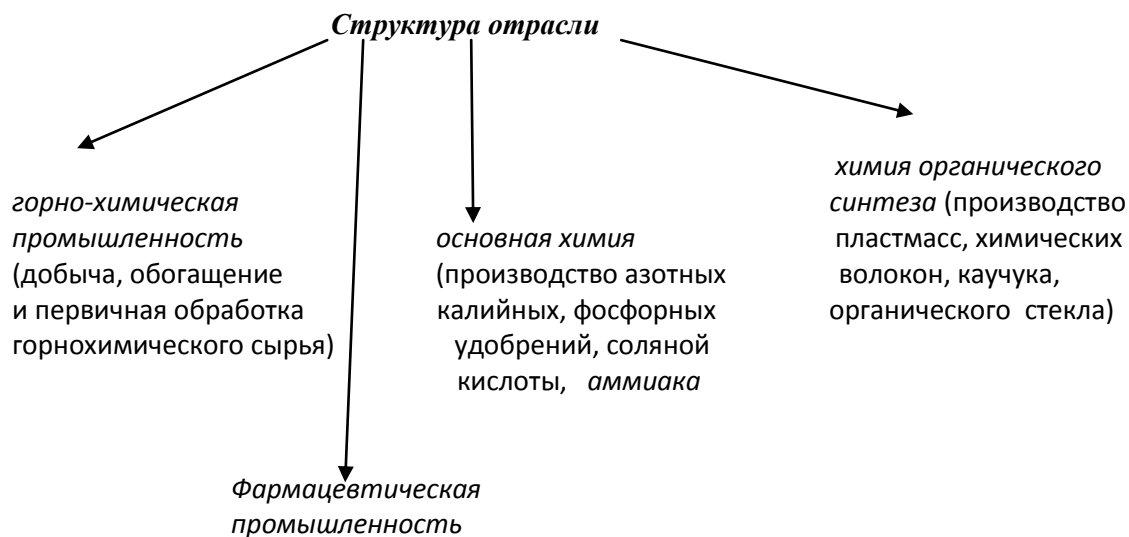 Структура отрасли
горно-химическая
промышленность
(добыча, обогащение
и первичная обработка
горнохимического сырья)
основная химия
(производство азотных
калийных, фосфорных
удобрений, соляной
кислоты, аммиака
химия органического
синтеза (производство
пластмасс, химических
волокон, каучука,
органического стекла)
Фармацевтическая
промышленность